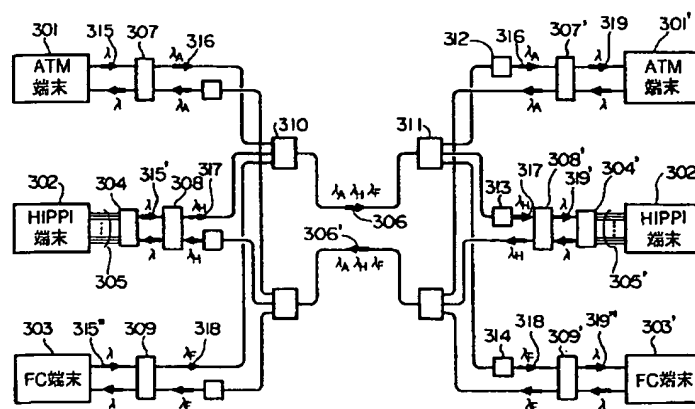 301 315 307 316
ATM
端末
λ λA
λ λA
310
302 304 315' 308 317
HIPPI
端末
λ λH
λ λH
305
303 315" 309 318
FC端末
λ λF
λ λF
λA λH λF
306
306'
λA λH λF
312 316 307' 319 301'
λA λ
λA λ
ATM
端末
311
313 317 308' 319' 304' 302
λH λ
λH λ
HIPPI
端末
305'
314 318 309' 319" 303'
λF λ
λF λ
FC端末